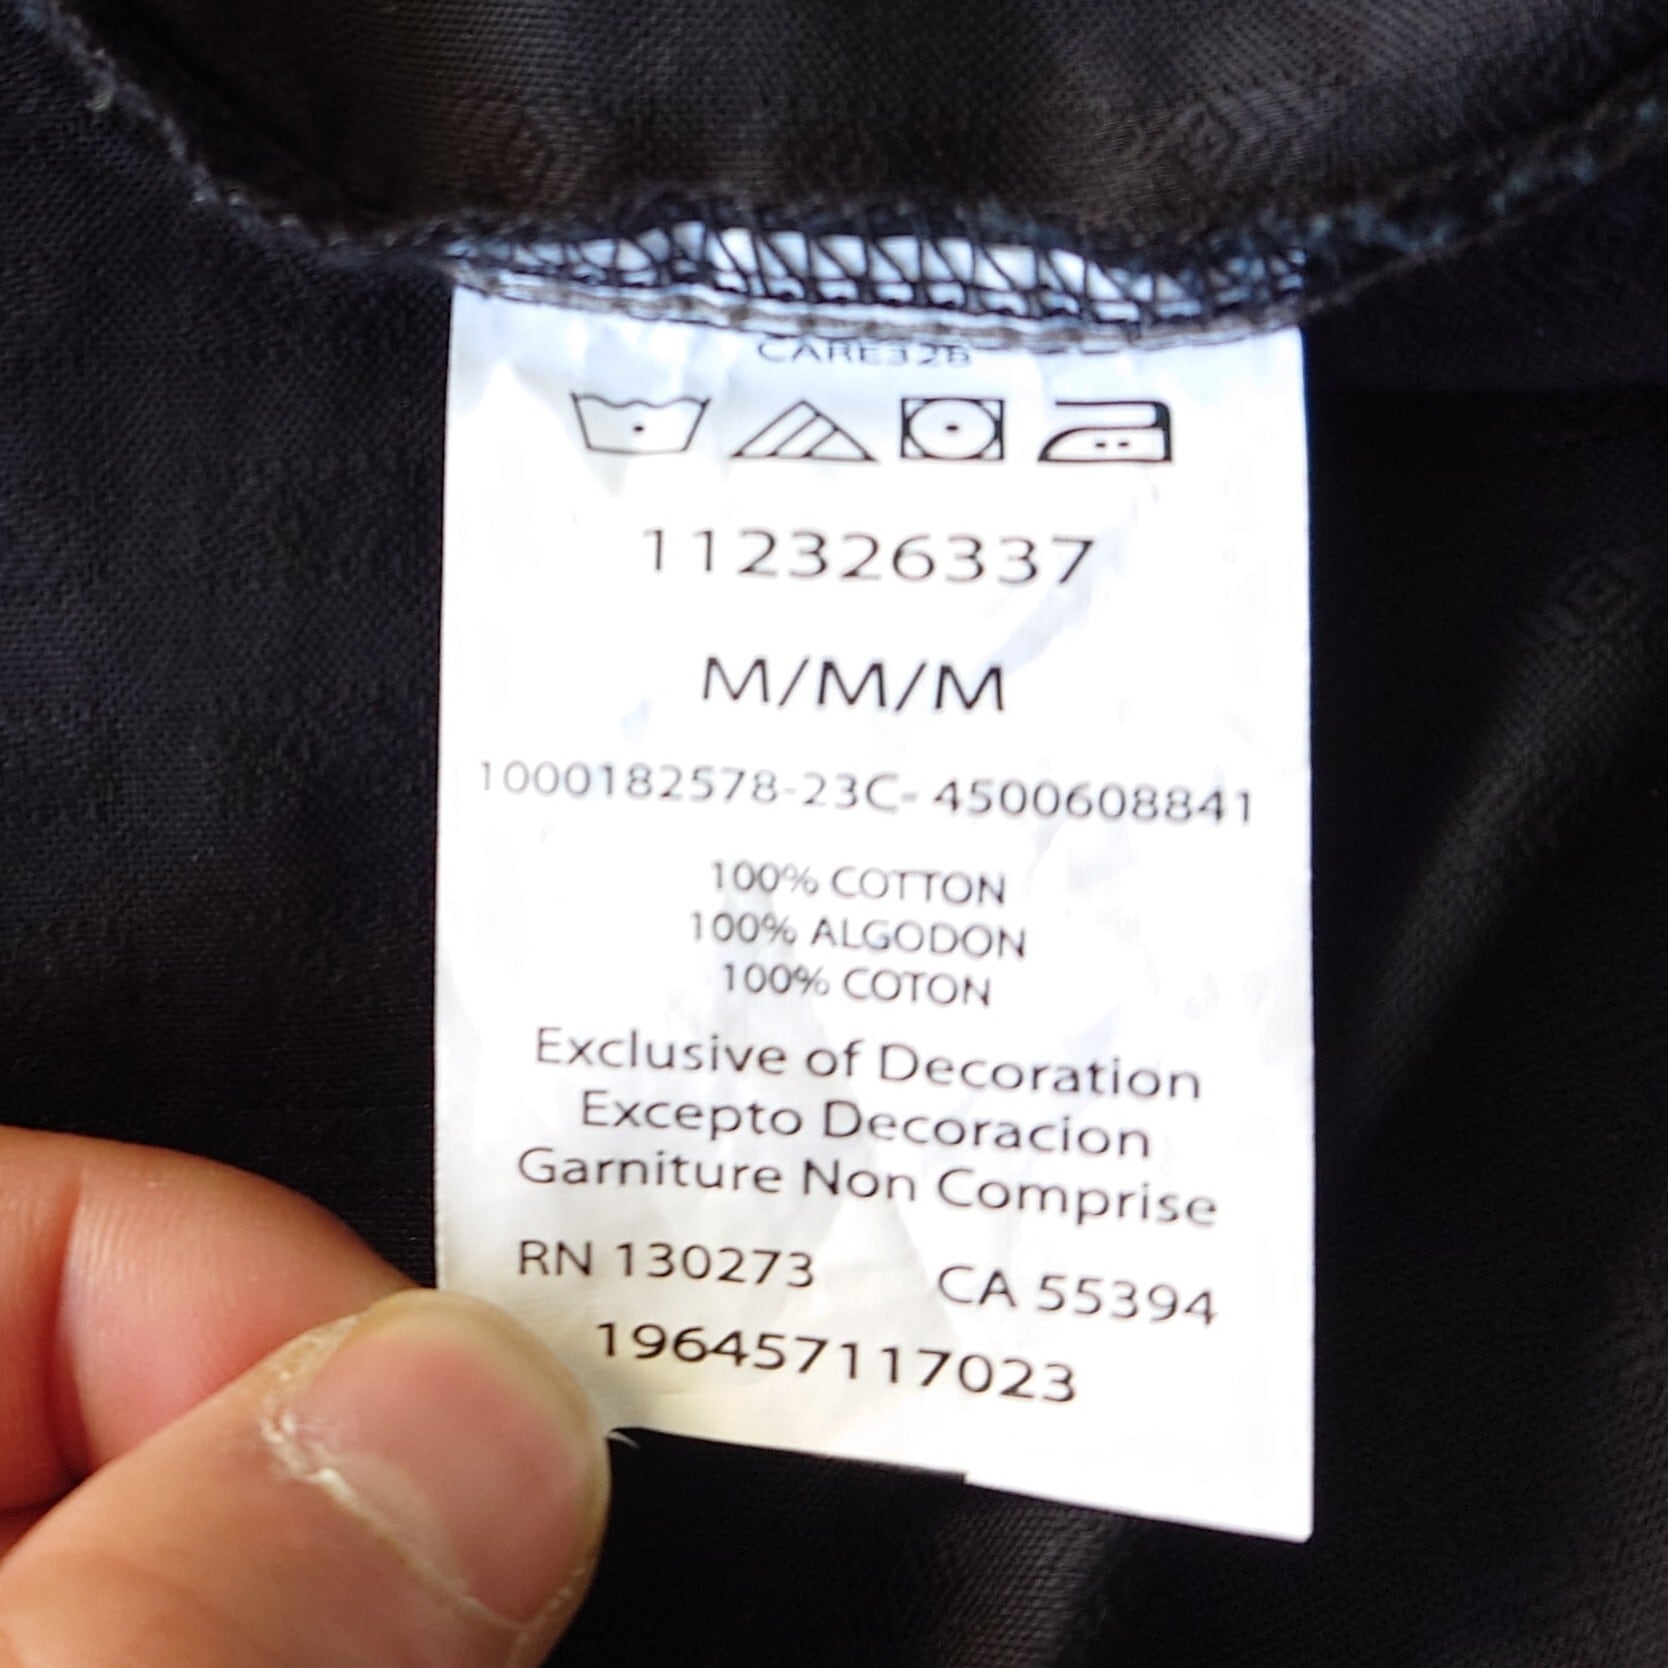 CARE326
112326337
M/M/M
1000182578-23C- 4500608841
100% COTTON
100% ALGODON
100% COTON
Exclusive of Decoration
Excepto Decoracion
Garniture Non Comprise
RN 130273 CA 55394
196457117023